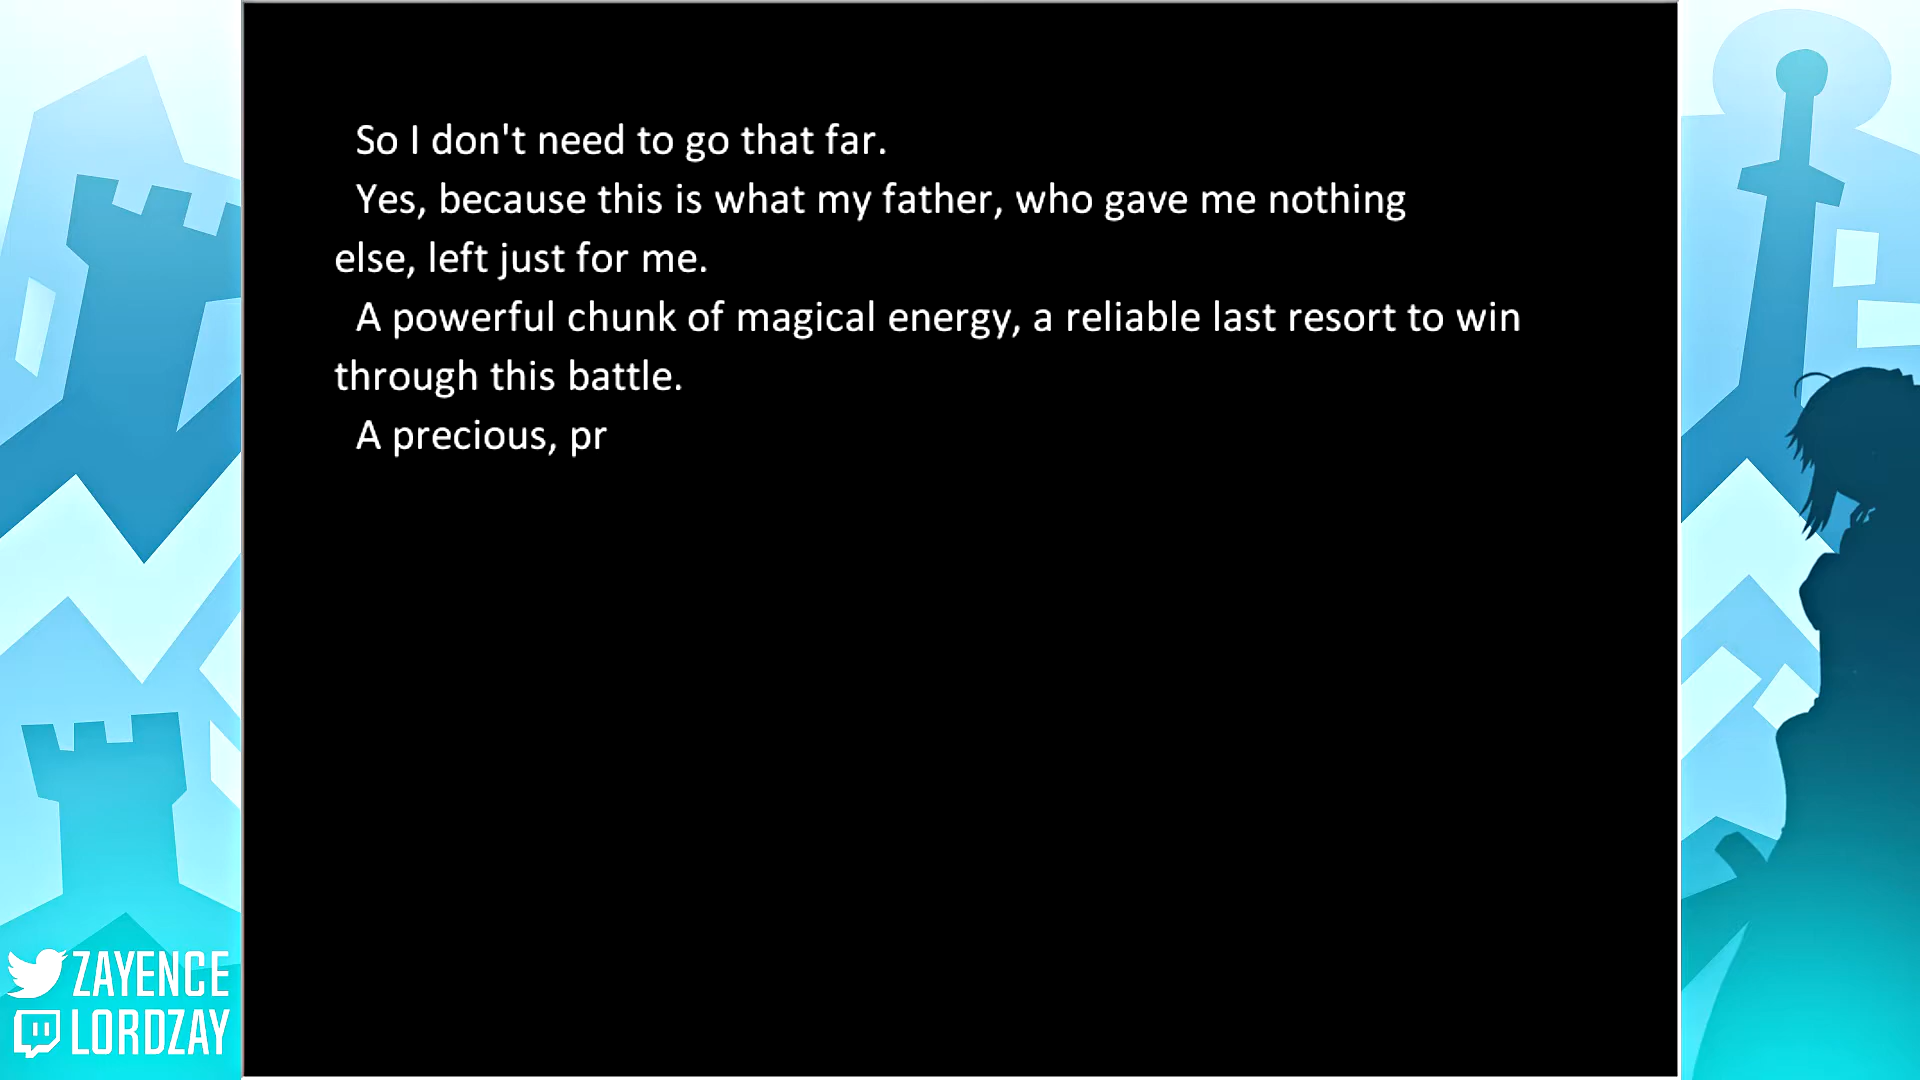 So I don't need to go that far.
Yes, because this is what my father, who gave me nothing
else, left just for me.
A powerful chunk of magical energy, a reliable last resort to win
through this battle.
A precious, pr
ZAYENCE
LORDZAY